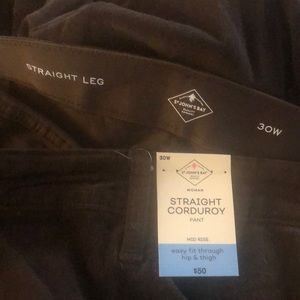 STRAIGHT LEG
ST. JOHN'S BAY
30W
30W
ST. JOHN'S BAY
WOMAN
STRAIGHT
CORDUROY
PANT
MID RISE
easy fit through
hip & thigh
$50